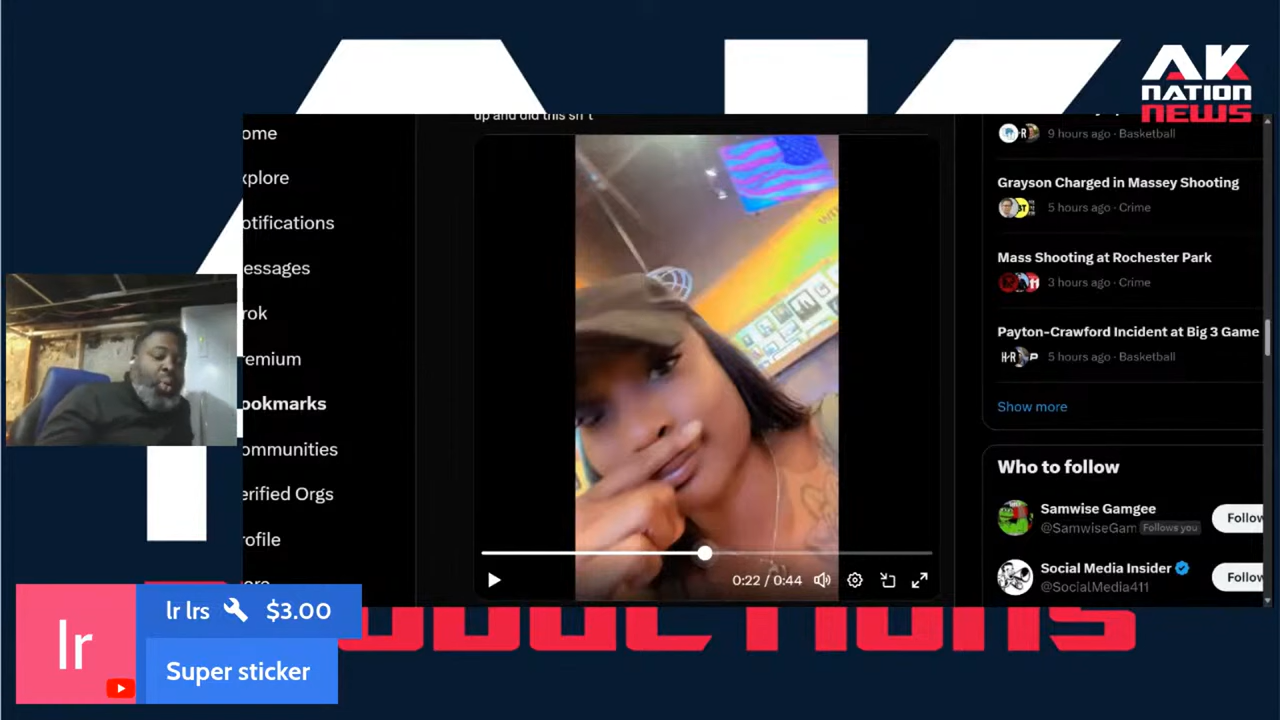 AK
NATION
NEWS
up and did this sh*t
ome
xplore
otifications
essages
rok
remium
ookmarks
ommunities
erified Orgs
rofile
9 hours ago · Basketball
Grayson Charged in Massey Shooting
5 hours ago · Crime
Mass Shooting at Rochester Park
3 hours ago · Crime
Payton-Crawford Incident at Big 3 Game
5 hours ago · Basketball
Show more
Who to follow
Samwise Gamgee
@SamwiseGam Follows you
Follow
Social Media Insider
@SocialMedia411
Follow
0:22 / 0:44
lr
lr lrs $3.00
Super sticker